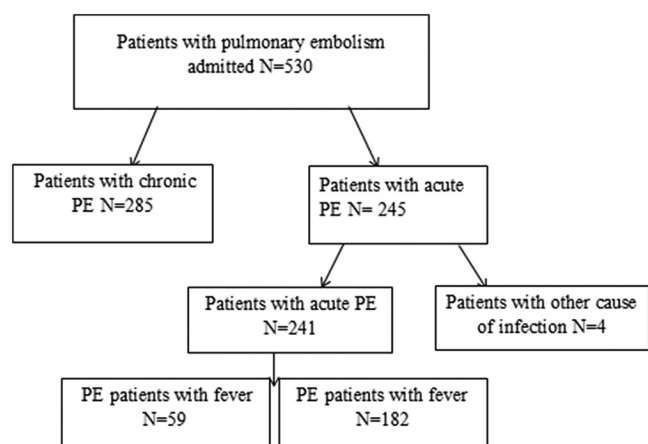 Patients with pulmonary embolism
admitted N=530
Patients with chronic
PE N=285
Patients with acute
PE N= 245
Patients with acute PE
N=241
Patients with other cause
of infection N=4
PE patients with fever
N=59
PE patients with fever
N=182